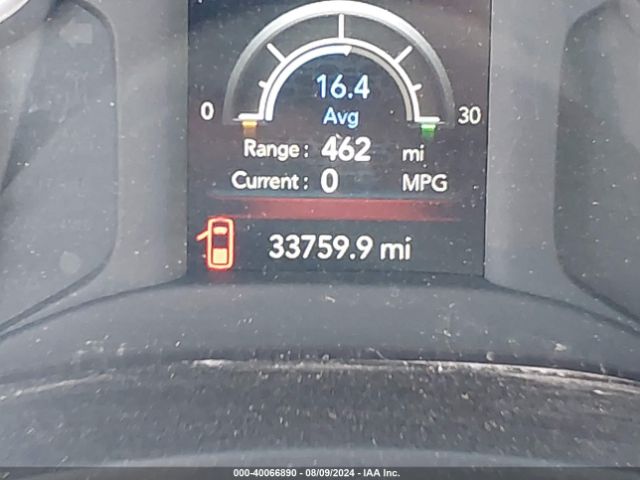 16.4
Avg
0 30
Range: 462 mi
Current: 0 MPG
33759.9 mi
000-40066890 - 08/09/2024 - IAA Inc.